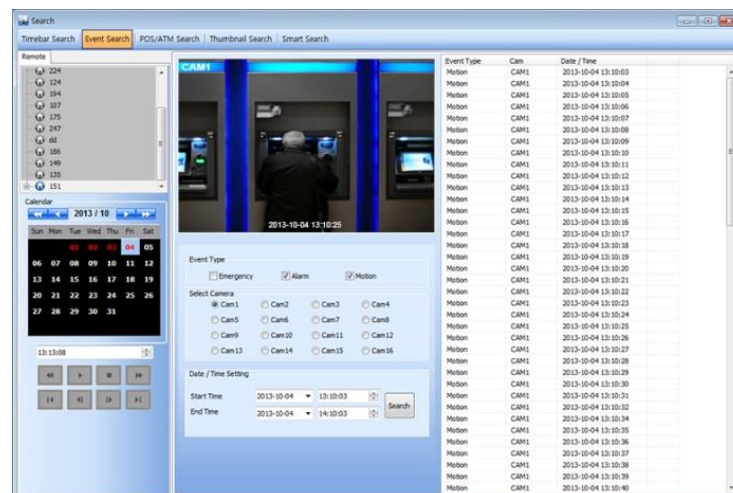 Search
Timebar Search Event Search POS/ATM Search Thumbnail Search Smart Search
Remote
224
124
194
107
175
247
dd
186
149
135
151
Calendar
2013 / 10
Sun Mon Tue Wed Thu Fri Sat
01 02 03 04 05
06 07 08 09 10 11 12
13 14 15 16 17 18 19
20 21 22 23 24 25 26
27 28 29 30 31
13:13:08
CAM1
2013-10-04 13:10:25
Event Type
Emergency Alarm Motion
Select Camera
Cam1 Cam2 Cam3 Cam4
Cam5 Cam6 Cam7 Cam8
Cam9 Cam10 Cam11 Cam12
Cam13 Cam14 Cam15 Cam16
Date / Time Setting
Start Time 2013-10-04 13:10:03
End Time 2013-10-04 14:10:03
Search
Event Type Cam Date / Time
Motion CAM1 2013-10-04 13:10:03
Motion CAM1 2013-10-04 13:10:04
Motion CAM1 2013-10-04 13:10:05
Motion CAM1 2013-10-04 13:10:06
Motion CAM1 2013-10-04 13:10:07
Motion CAM1 2013-10-04 13:10:08
Motion CAM1 2013-10-04 13:10:09
Motion CAM1 2013-10-04 13:10:10
Motion CAM1 2013-10-04 13:10:11
Motion CAM1 2013-10-04 13:10:12
Motion CAM1 2013-10-04 13:10:13
Motion CAM1 2013-10-04 13:10:14
Motion CAM1 2013-10-04 13:10:15
Motion CAM1 2013-10-04 13:10:16
Motion CAM1 2013-10-04 13:10:17
Motion CAM1 2013-10-04 13:10:18
Motion CAM1 2013-10-04 13:10:19
Motion CAM1 2013-10-04 13:10:20
Motion CAM1 2013-10-04 13:10:21
Motion CAM1 2013-10-04 13:10:22
Motion CAM1 2013-10-04 13:10:23
Motion CAM1 2013-10-04 13:10:24
Motion CAM1 2013-10-04 13:10:25
Motion CAM1 2013-10-04 13:10:26
Motion CAM1 2013-10-04 13:10:27
Motion CAM1 2013-10-04 13:10:28
Motion CAM1 2013-10-04 13:10:29
Motion CAM1 2013-10-04 13:10:30
Motion CAM1 2013-10-04 13:10:31
Motion CAM1 2013-10-04 13:10:32
Motion CAM1 2013-10-04 13:10:34
Motion CAM1 2013-10-04 13:10:35
Motion CAM1 2013-10-04 13:10:36
Motion CAM1 2013-10-04 13:10:37
Motion CAM1 2013-10-04 13:10:38
Motion CAM1 2013-10-04 13:10:39
Motion CAM1 2013-10-04 13:10:40